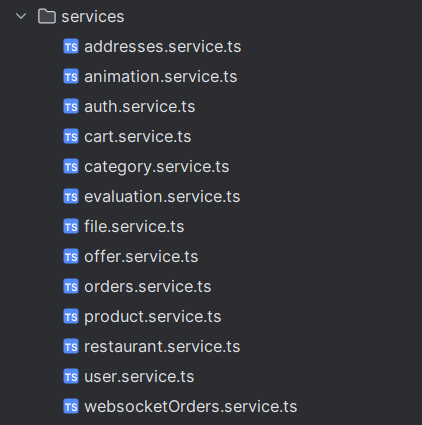 services
TS addresses.service.ts
TS animation.service.ts
TS auth.service.ts
TS cart.service.ts
TS category.service.ts
TS evaluation.service.ts
TS file.service.ts
TS offer.service.ts
TS orders.service.ts
TS product.service.ts
TS restaurant.service.ts
TS user.service.ts
TS websocketOrders.service.ts